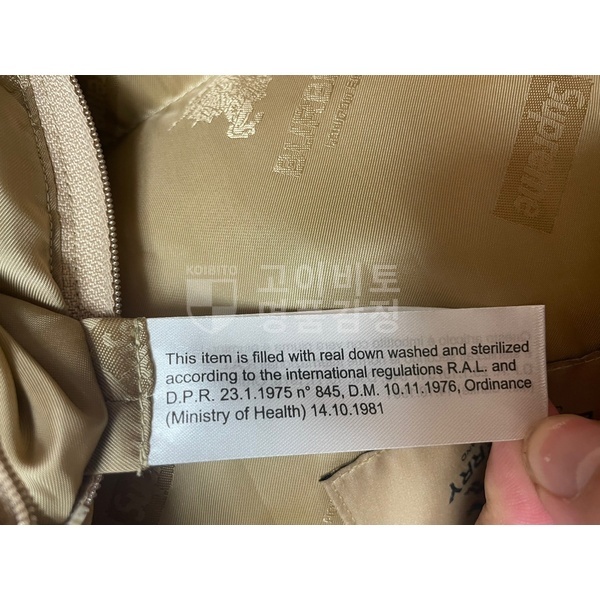 BURBE
Supreme
KOIBITO
고이비토
명품감정
This item is filled with real down washed and sterilized
according to the international regulations R.A.L. and
D.P.R. 23.1.1975 n° 845, D.M. 10.11.1976, Ordinance
(Ministry of Health) 14.10.1981
RRY